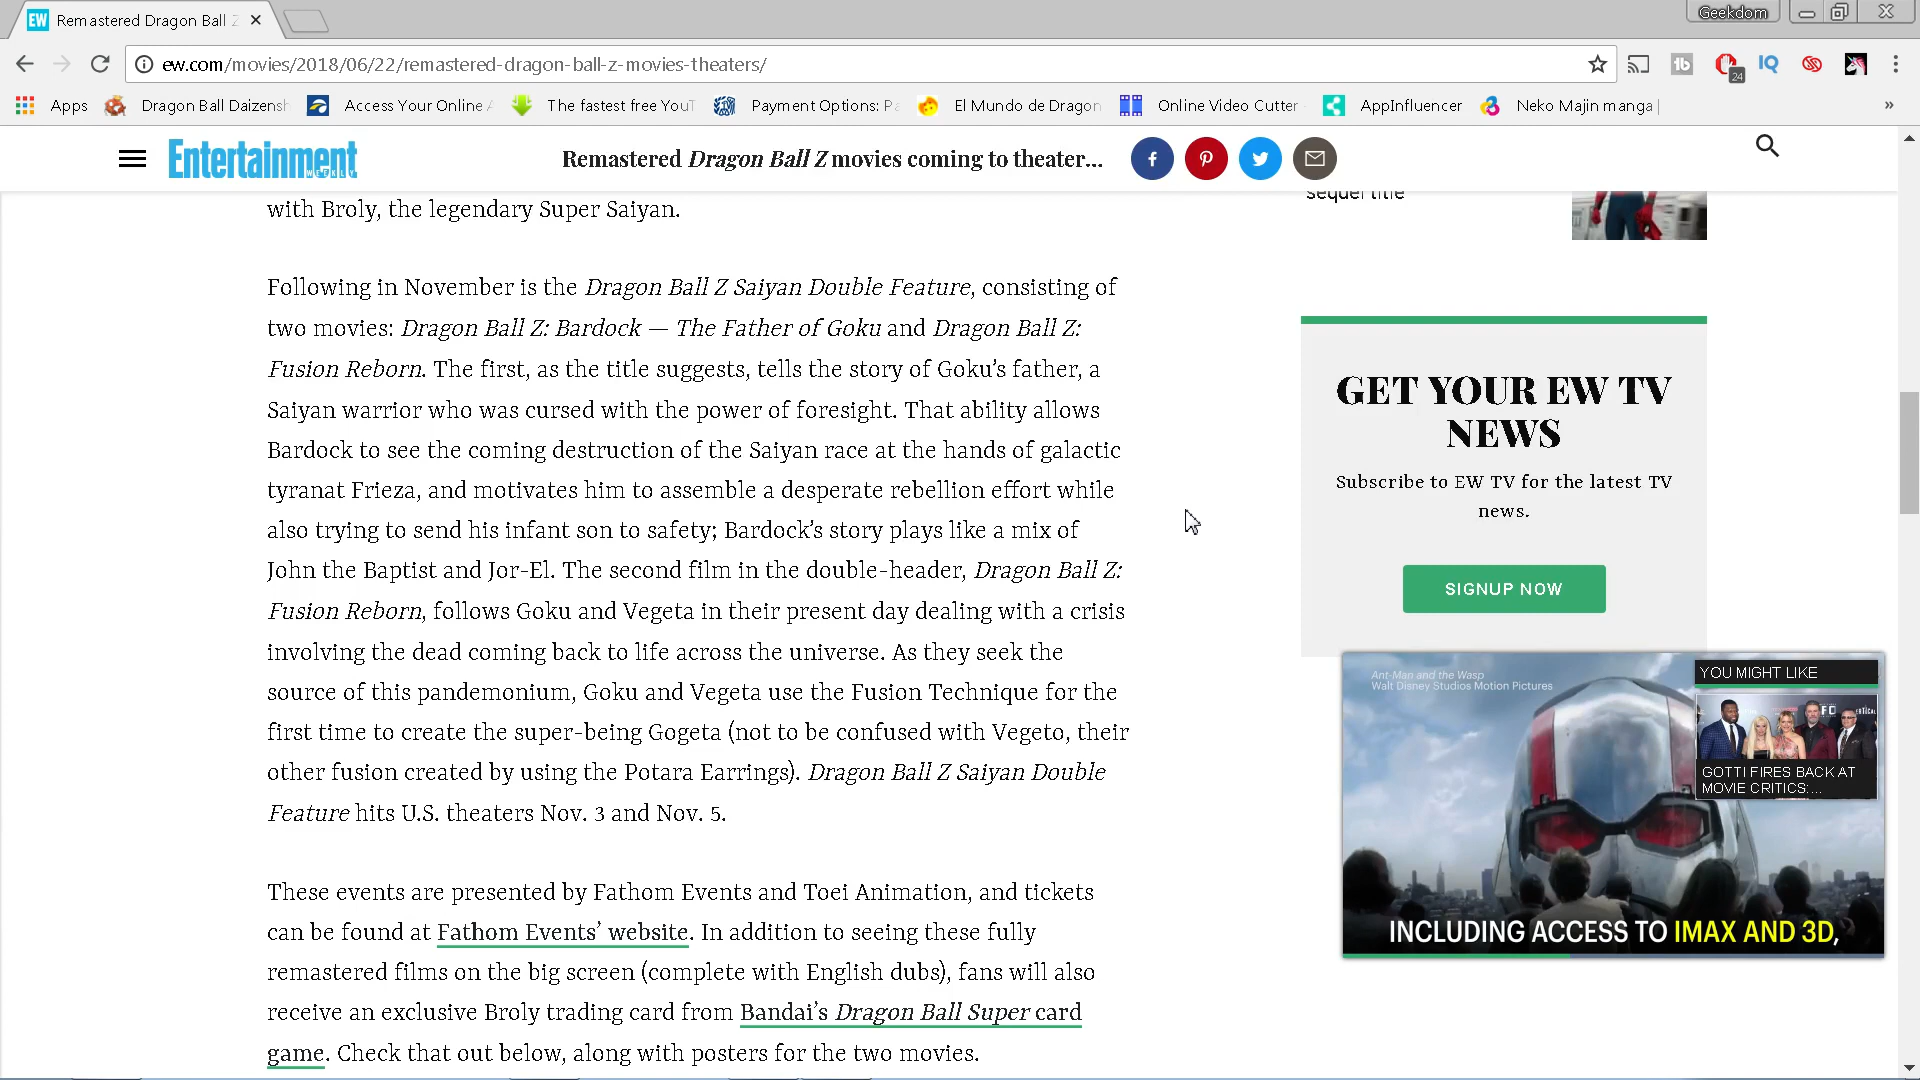 Remastered Dragon Ball Z
Geekdom
ew.com/movies/2018/06/22/remastered-dragon-ball-z-movies-theaters/
24
Apps
Dragon Ball Daizensh
Access Your Online A
The fastest free YouT
Payment Options: Pa
El Mundo de Dragon
Online Video Cutter
AppInfluencer
Neko Majin manga |
Entertainment
WEEKLY
Remastered Dragon Ball Z movies coming to theater...
sequel title
with Broly, the legendary Super Saiyan.
Following in November is the Dragon Ball Z Saiyan Double Feature, consisting of
two movies: Dragon Ball Z: Bardock — The Father of Goku and Dragon Ball Z:
Fusion Reborn. The first, as the title suggests, tells the story of Goku’s father, a
Saiyan warrior who was cursed with the power of foresight. That ability allows
Bardock to see the coming destruction of the Saiyan race at the hands of galactic
tyranat Frieza, and motivates him to assemble a desperate rebellion effort while
also trying to send his infant son to safety; Bardock’s story plays like a mix of
John the Baptist and Jor-El. The second film in the double-header, Dragon Ball Z:
Fusion Reborn, follows Goku and Vegeta in their present day dealing with a crisis
involving the dead coming back to life across the universe. As they seek the
source of this pandemonium, Goku and Vegeta use the Fusion Technique for the
first time to create the super-being Gogeta (not to be confused with Vegeto, their
other fusion created by using the Potara Earrings). Dragon Ball Z Saiyan Double
Feature hits U.S. theaters Nov. 3 and Nov. 5.
These events are presented by Fathom Events and Toei Animation, and tickets
can be found at Fathom Events’ website. In addition to seeing these fully
remastered films on the big screen (complete with English dubs), fans will also
receive an exclusive Broly trading card from Bandai’s Dragon Ball Super card
game. Check that out below, along with posters for the two movies.
GET YOUR EW TV
NEWS
Subscribe to EW TV for the latest TV
news.
SIGNUP NOW
Ant-Man and the Wasp
Walt Disney Studios Motion Pictures
YOU MIGHT LIKE
GOTTI FIRES BACK AT
MOVIE CRITICS:...
INCLUDING ACCESS TO IMAX AND 3D,